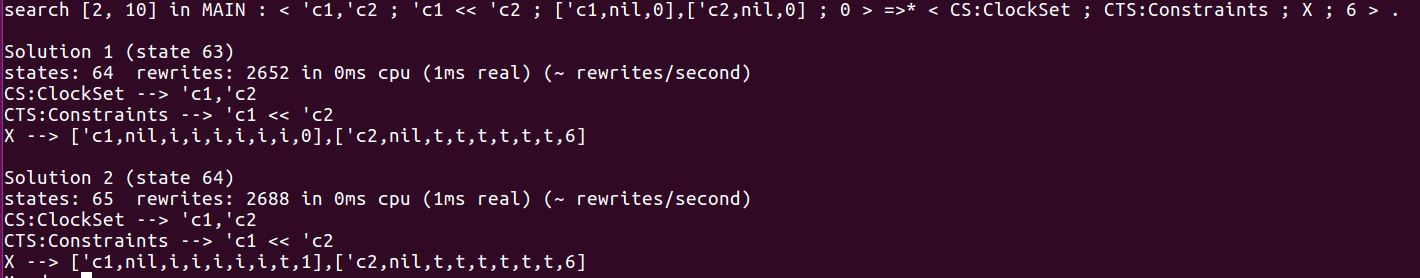 search [2, 10] in MAIN : < 'c1,'c2 ; 'c1 << 'c2 ; ['c1,nil,0],['c2,nil,0] ; 0 > =>* < CS:ClockSet ; CTS:Constraints ; X ; 6 > .
Solution 1 (state 63)
states: 64  rewrites: 2652 in 0ms cpu (1ms real) (~ rewrites/second)
CS:ClockSet --> 'c1,'c2
CTS:Constraints --> 'c1 << 'c2
X --> ['c1,nil,i,i,i,i,i,i,0],['c2,nil,t,t,t,t,t,t,6]
Solution 2 (state 64)
states: 65  rewrites: 2688 in 0ms cpu (1ms real) (~ rewrites/second)
CS:ClockSet --> 'c1,'c2
CTS:Constraints --> 'c1 << 'c2
X --> ['c1,nil,i,i,i,i,i,t,1],['c2,nil,t,t,t,t,t,t,6]